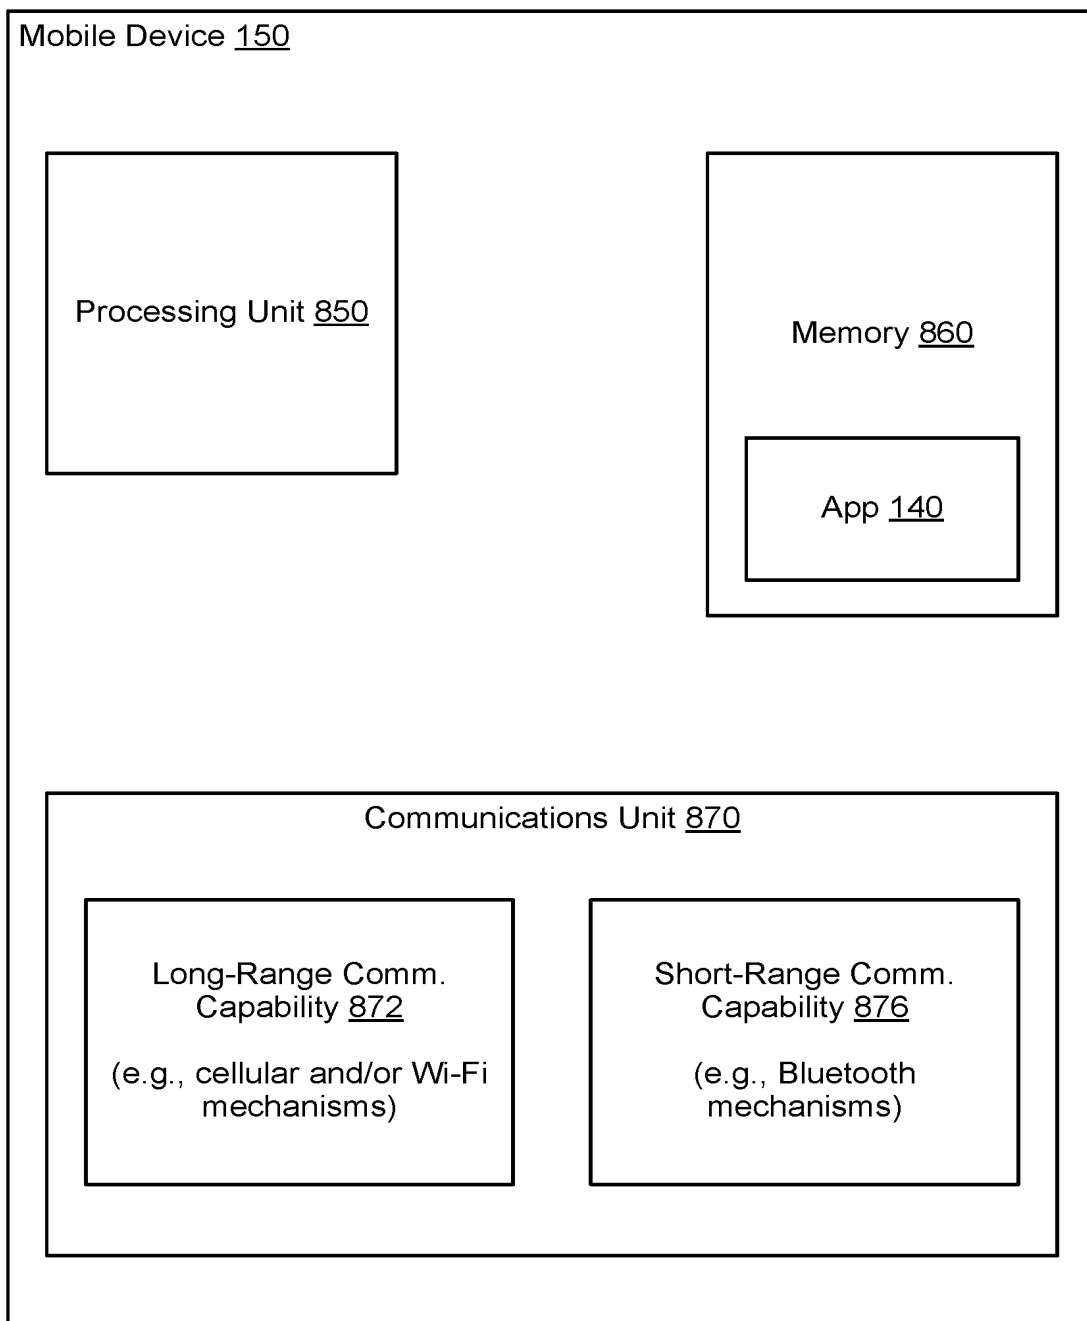 Mobile Device 150
Processing Unit 850
Memory 860
App 140
Communications Unit 870
Long-Range Comm.
Capability 872
(e.g., cellular and/or Wi-Fi
mechanisms)
Short-Range Comm.
Capability 876
(e.g., Bluetooth
mechanisms)